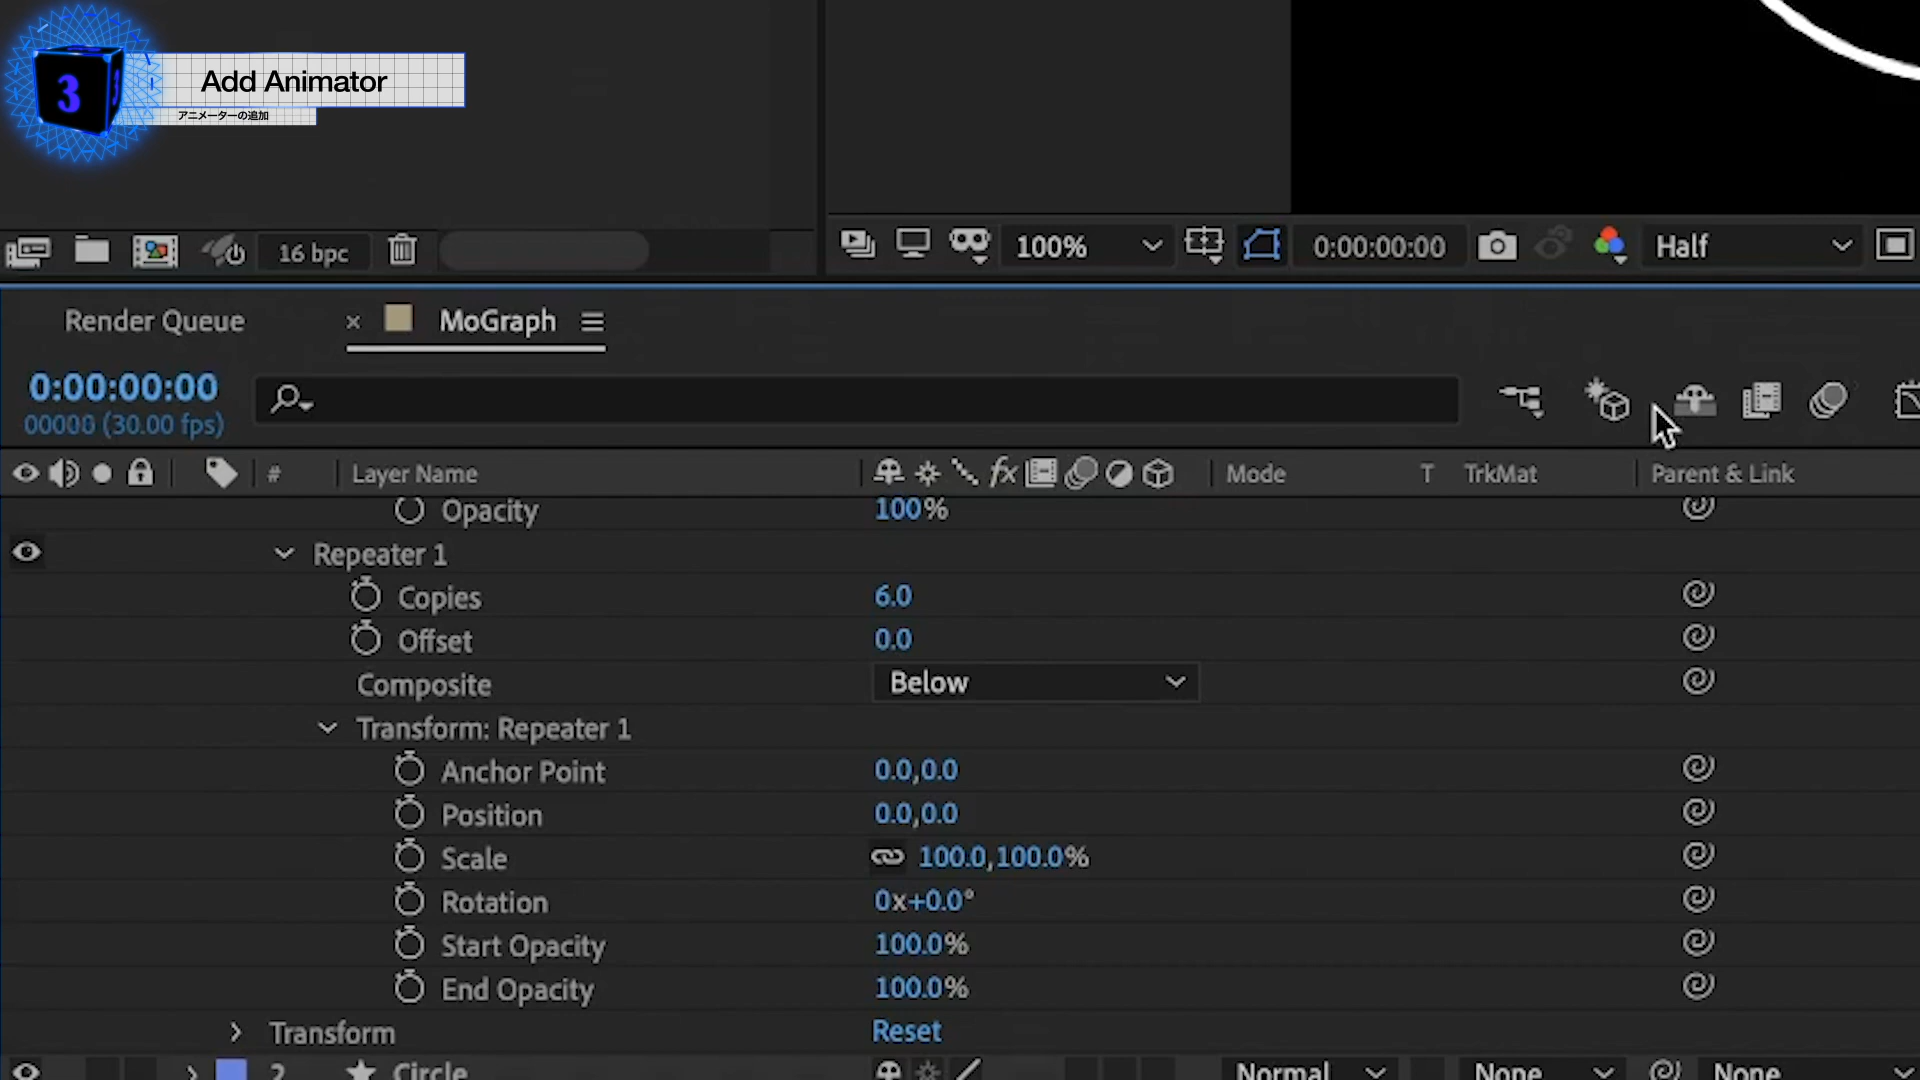 3
Add Animator
アニメーターの追加
16 bpc
100%
0:00:00:00
Half
Render Queue
× MoGraph
0:00:00:00
00000 (30.00 fps)
# Layer Name fx Mode T TrkMat Parent & Link
Opacity 100%
Repeater 1
Copies 6.0
Offset 0.0
Composite Below
Transform: Repeater 1
Anchor Point 0.0,0.0
Position 0.0,0.0
Scale 100.0,100.0%
Rotation 0x+0.0°
Start Opacity 100.0%
End Opacity 100.0%
Transform Reset
2 Circle Normal None None